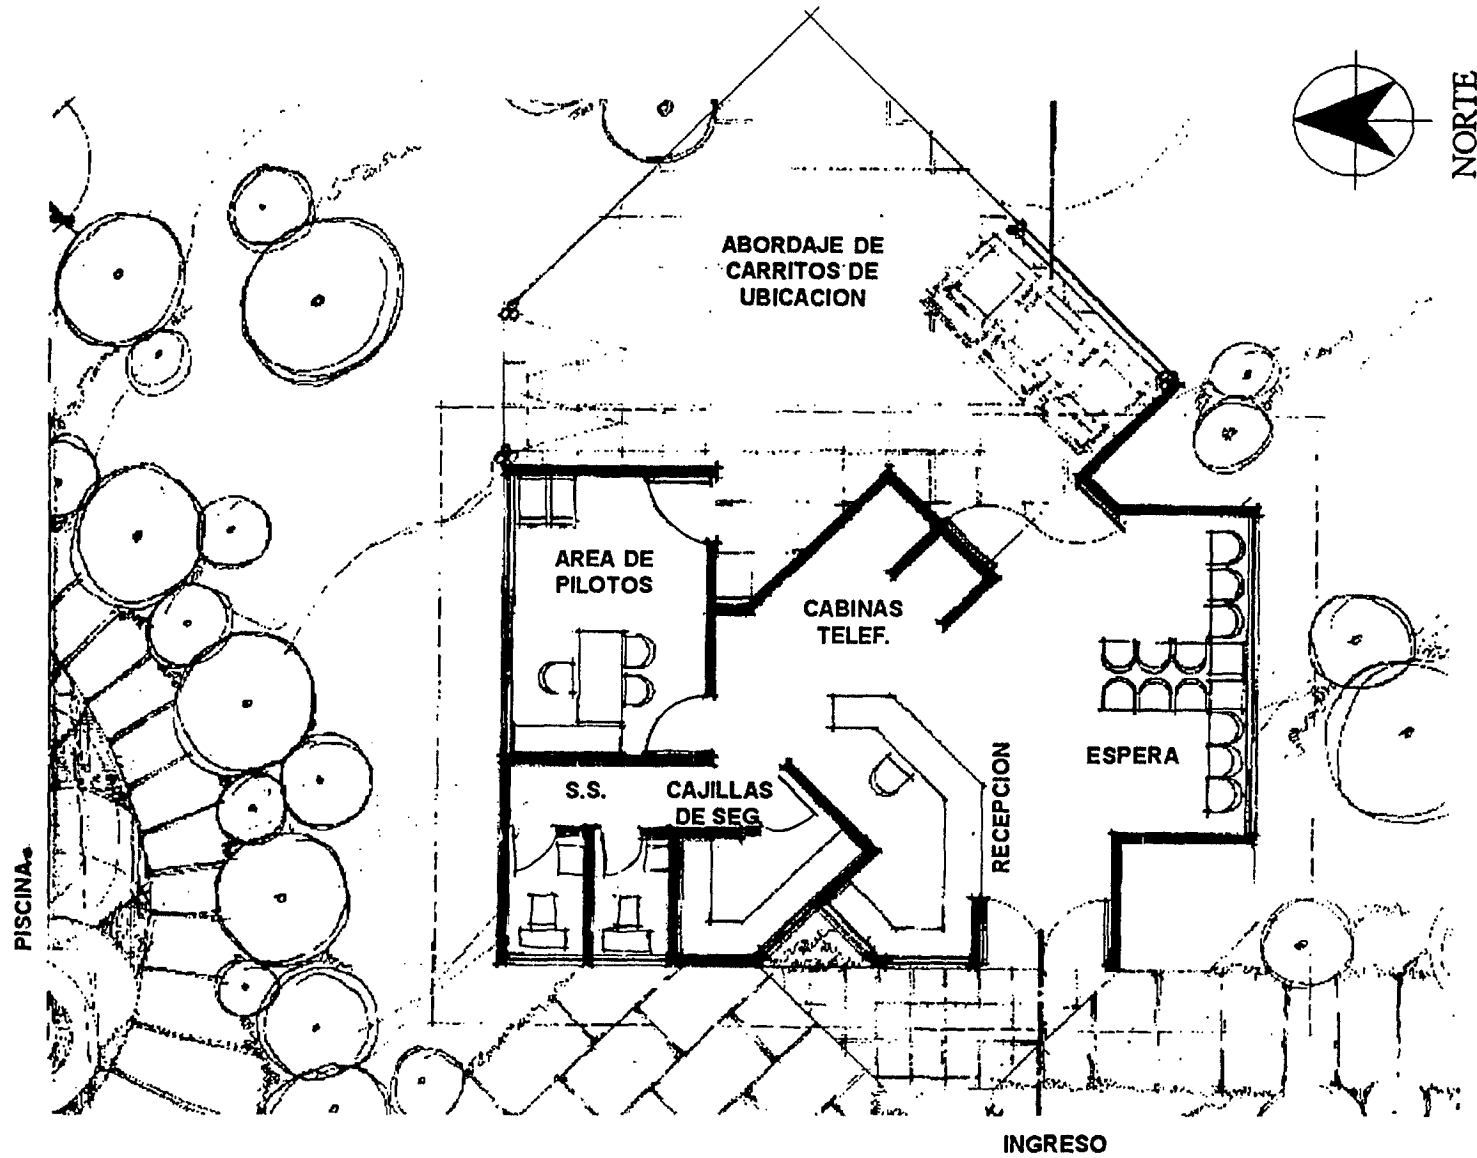 NORTE
ABORDAJE DE
CARRITOS DE
UBICACION
AREA DE
PILOTOS
CABINAS
TELEF.
ESPERA
RECEPCION
S.S.
CAJILLAS
DE SEG.
PISCINA
INGRESO